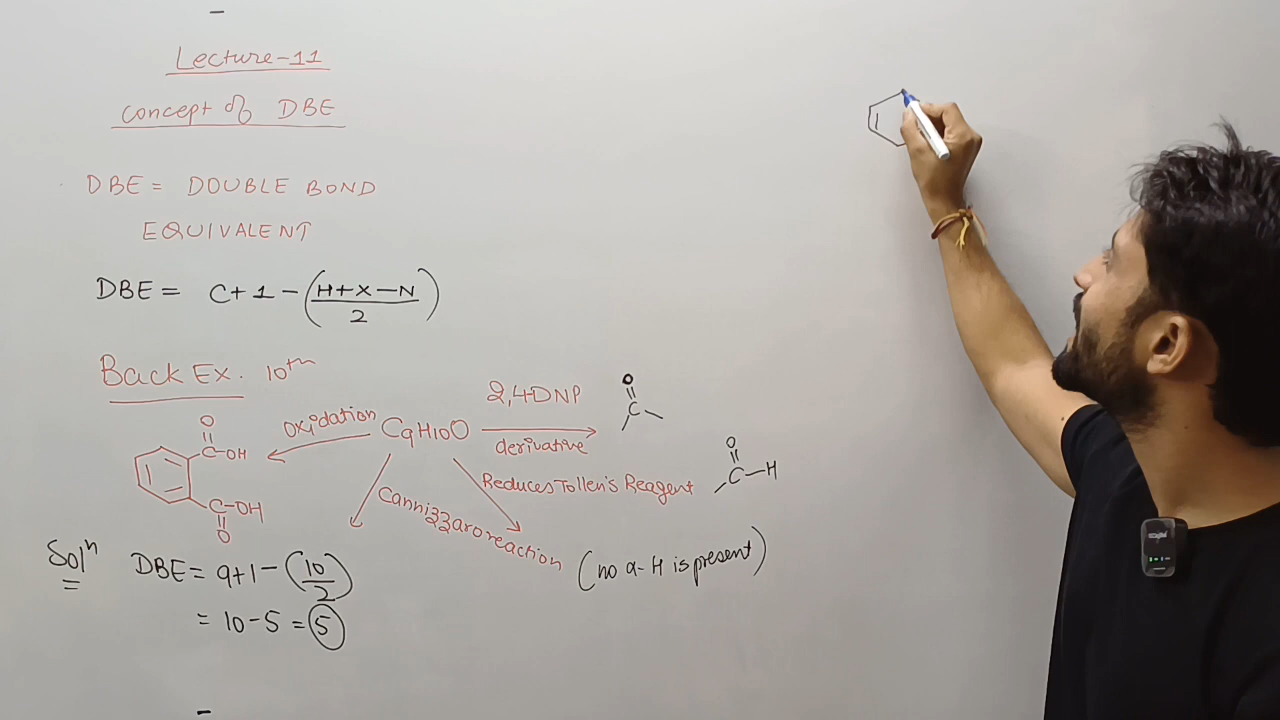 Lecture-11
Concept of DBE
DBE = DOUBLE BOND
EQUIVALENT
DBE = C+1-(H+X-N/2)
Back Ex. 10th
Oxidation C9H10O 2,4-DNP
derivative
O
C
O
C-OH
C-OH
O
Reduces Tollen's Reagent
O
C-H
Cannizzaro reaction (no α-H is present)
Solⁿ DBE = 9+1-(10/2)
= 10-5 = 5